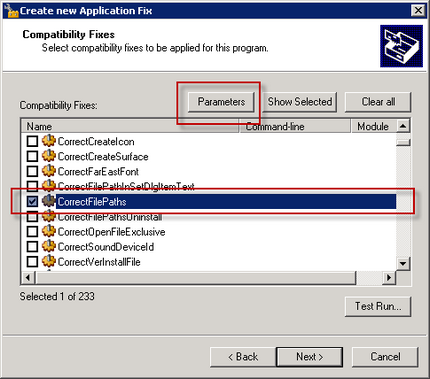 Create new Application Fix
Compatibility Fixes
Select compatibility fixes to be applied for this program.
Parameters
Show Selected
Clear all
Compatibility Fixes:
Name Command-line Module
CorrectCreateIcon
CorrectCreateSurface
CorrectFarEastFont
CorrectFilePathInSetDlgItemText
CorrectFilePaths
CorrectFilePathsUninstall
CorrectOpenFileExclusive
CorrectSoundDeviceId
CorrectVerInstallFile
Selected 1 of 233
Test Run...
< Back
Next >
Cancel